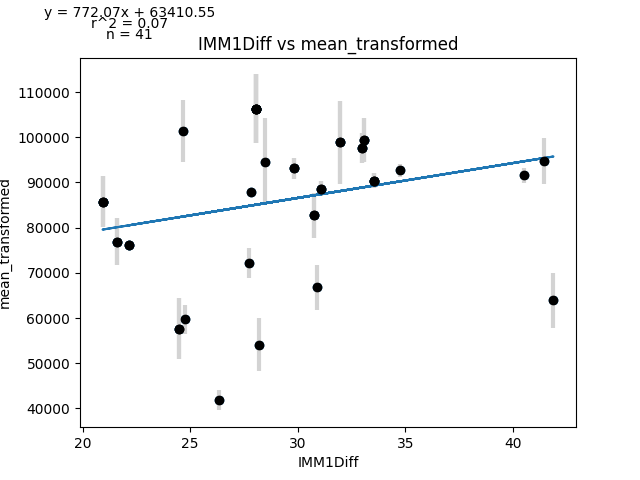 y = 772.07x + 63410.55
r^2 = 0.07
n = 41
IMM1Diff vs mean_transformed
mean_transformed
110000
100000
90000
80000
70000
60000
50000
40000
20
25
30
35
40
IMM1Diff